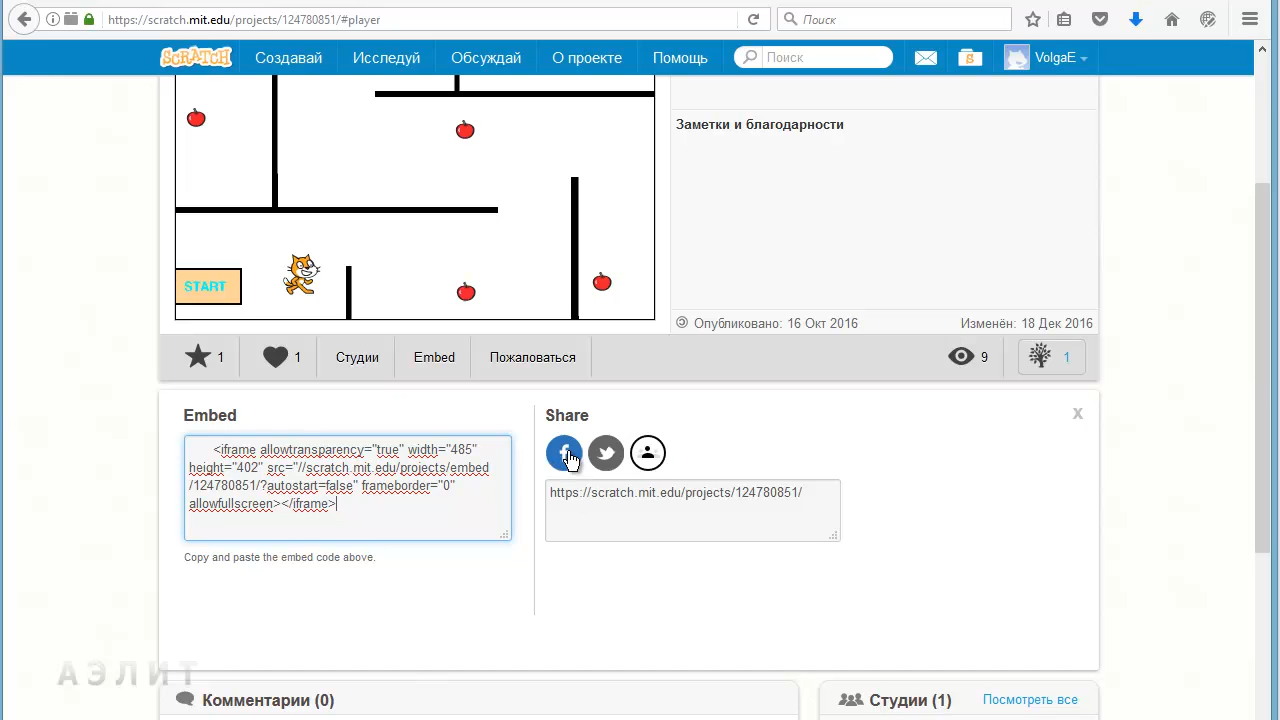 https://scratch.mit.edu/projects/124780851/#player
Поиск
SCRATCH
Создавай
Исследуй
Обсуждай
О проекте
Помощь
Поиск
VolgaE
START
Заметки и благодарности
Опубликовано: 16 Окт 2016
Изменён: 18 Дек 2016
1
1
Студии
Embed
Пожаловаться
9
1
Embed
Share
X
<iframe allowtransparency="true" width="485"
height="402" src="//scratch.mit.edu/projects/embed
/124780851/?autostart=false" frameborder="0"
allowfullscreen></iframe>
https://scratch.mit.edu/projects/124780851/
Copy and paste the embed code above.
АЭЛИТ
Комментарии (0)
Студии (1)
Посмотреть все